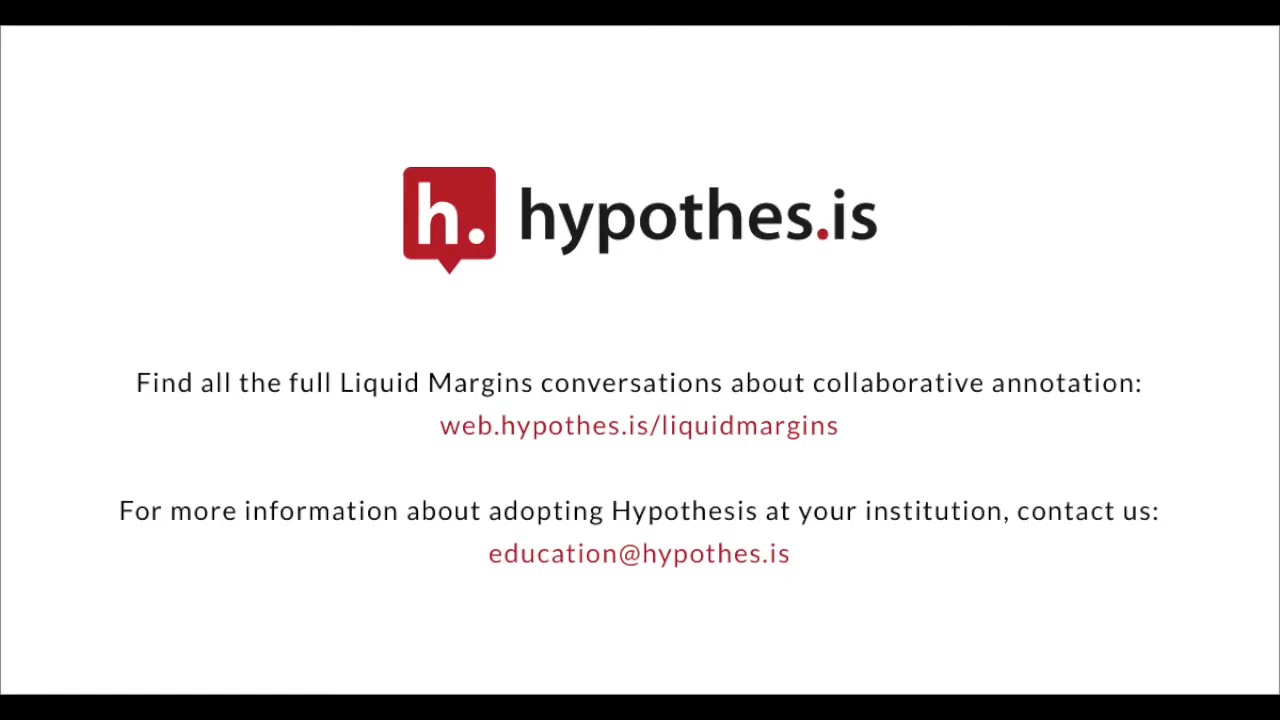 h. hypothes.is
Find all the full Liquid Margins conversations about collaborative annotation:
web.hypothes.is/liquidmargins
For more information about adopting Hypothesis at your institution, contact us:
education@hypothes.is